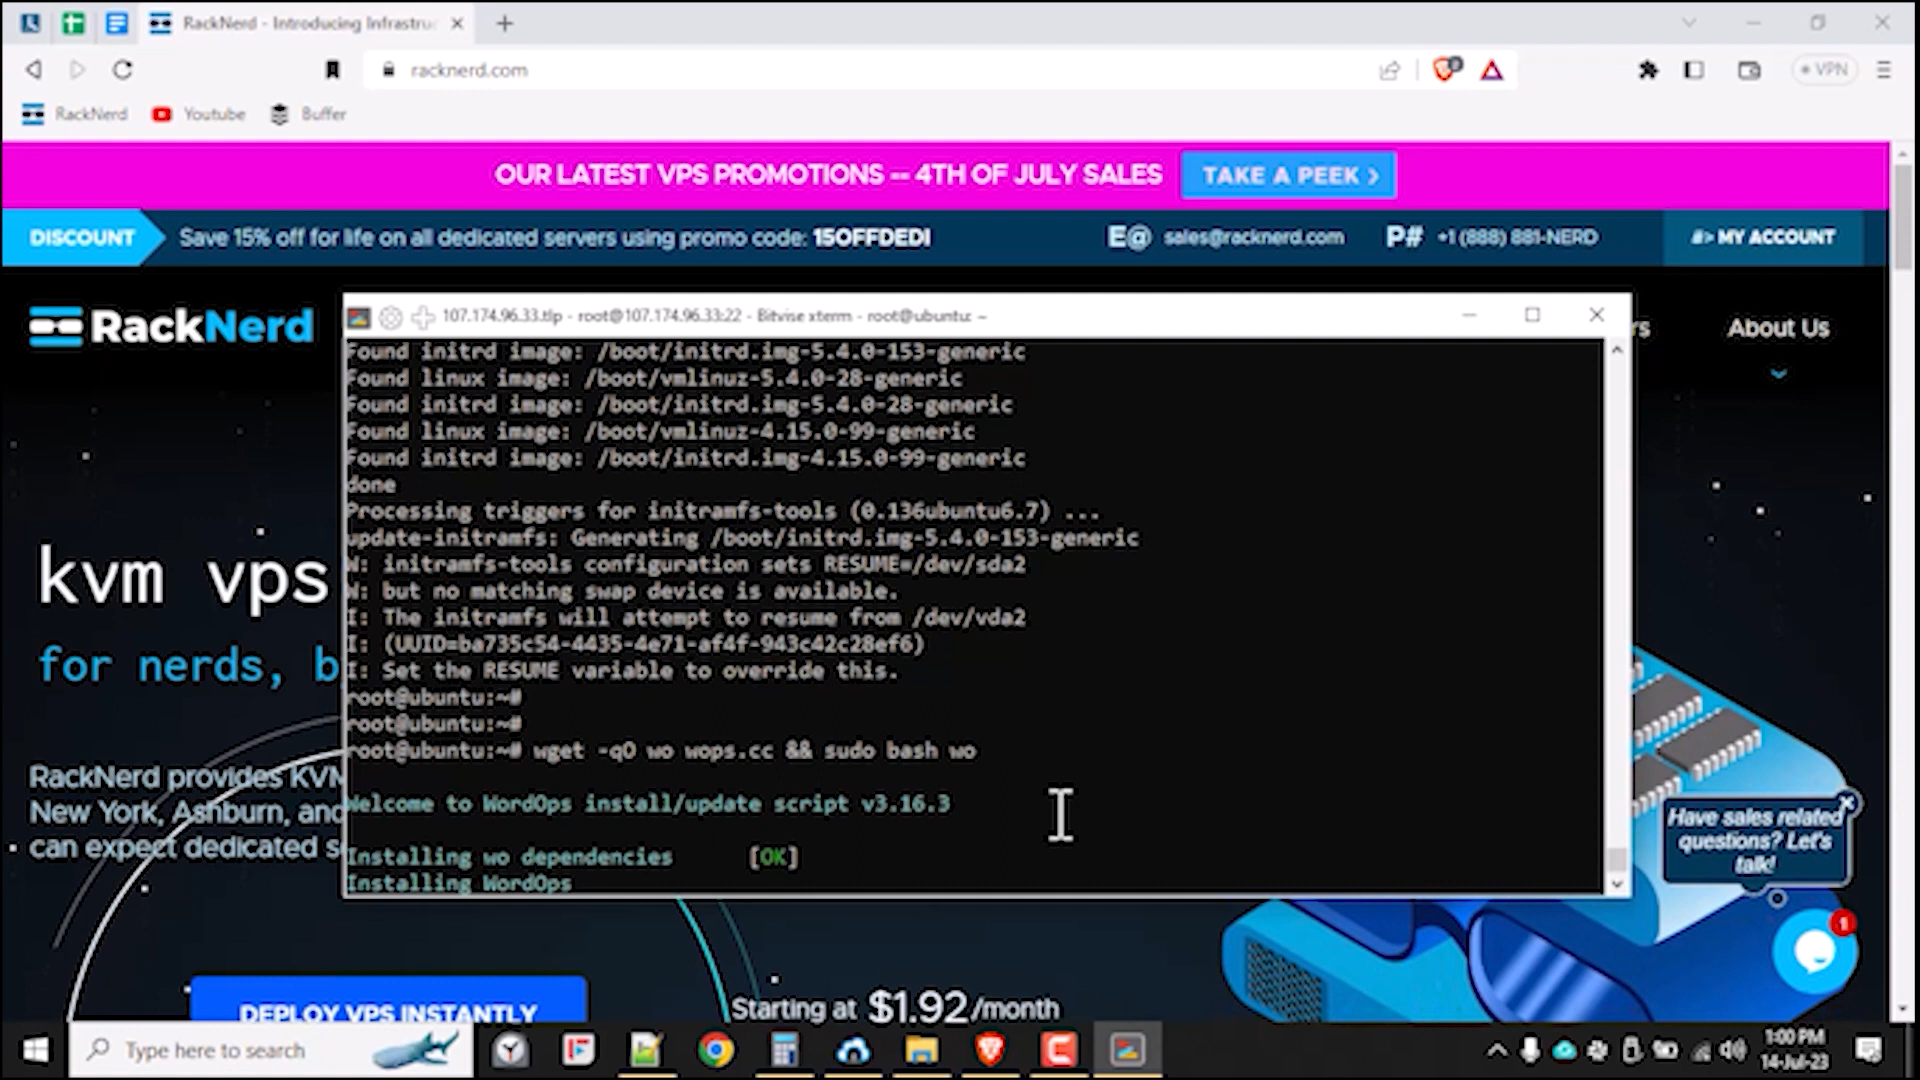 RackNerd - Introducing Infrastruc
racknerd.com
VPN
RackNerd
Youtube
Buffer
OUR LATEST VPS PROMOTIONS -- 4TH OF JULY SALES
TAKE A PEEK >
DISCOUNT
Save 15% off for life on all dedicated servers using promo code: 15OFFDEDI
E@ sales@racknerd.com
P# +1 (888) 881-NERD
#> MY ACCOUNT
RackNerd
rs
About Us
107.174.96.33.tlp - root@107.174.96.33:22 - Bitvise xterm - root@ubuntu: ~
Found initrd image: /boot/initrd.img-5.4.0-153-generic
Found linux image: /boot/vmlinuz-5.4.0-28-generic
Found initrd image: /boot/initrd.img-5.4.0-28-generic
Found linux image: /boot/vmlinuz-4.15.0-99-generic
Found initrd image: /boot/initrd.img-4.15.0-99-generic
done
Processing triggers for initramfs-tools (0.136ubuntu6.7) ...
update-initramfs: Generating /boot/initrd.img-5.4.0-153-generic
W: initramfs-tools configuration sets RESUME=/dev/sda2
W: but no matching swap device is available.
I: The initramfs will attempt to resume from /dev/vda2
I: (UUID=ba735c54-4435-4e71-af4f-943c42c28ef6)
I: Set the RESUME variable to override this.
root@ubuntu:~#
root@ubuntu:~#
root@ubuntu:~# wget -qO wo wops.cc && sudo bash wo
Welcome to WordOps install/update script v3.16.3
Installing wo dependencies [OK]
Installing WordOps
kvm vps
for nerds, b
RackNerd provides KVM
New York, Ashburn, and
can expect dedicated s
DEPLOY VPS INSTANTLY
Starting at $1.92/month
Have sales related
questions? Let's
talk!
1
Type here to search
1:00 PM
14-Jul-23